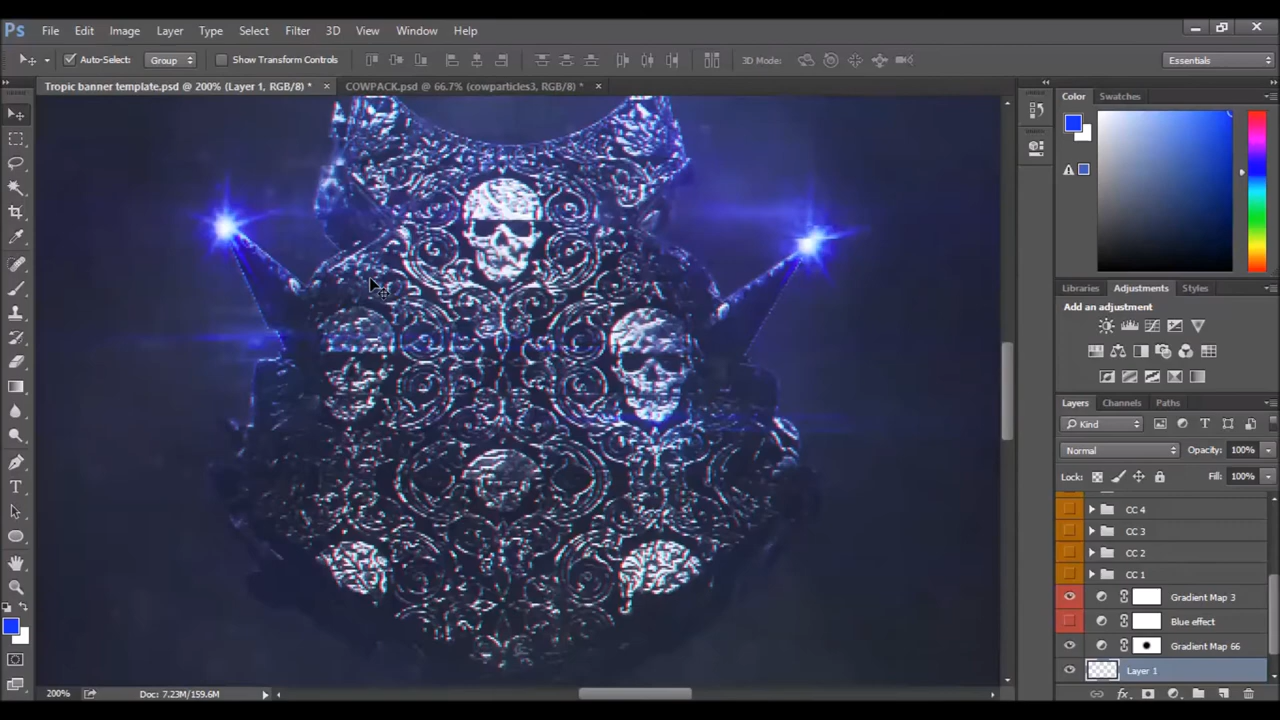 Ps File Edit Image Layer Type Select Filter 3D View Window Help
Auto-Select: Group Show Transform Controls 3D Mode: Essentials
Tropic banner template.psd @ 200% (Layer 1, RGB/8) * × COWPACK.psd @ 66.7% (cowparticles3, RGB/8) * ×
Color Swatches
Libraries Adjustments Styles
Add an adjustment
Layers Channels Paths
Kind
Normal Opacity: 100%
Lock: Fill: 100%
CC 4
CC 3
CC 2
CC 1
Gradient Map 3
Blue effect
Gradient Map 66
Layer 1
200% Doc: 7.23M/159.6M